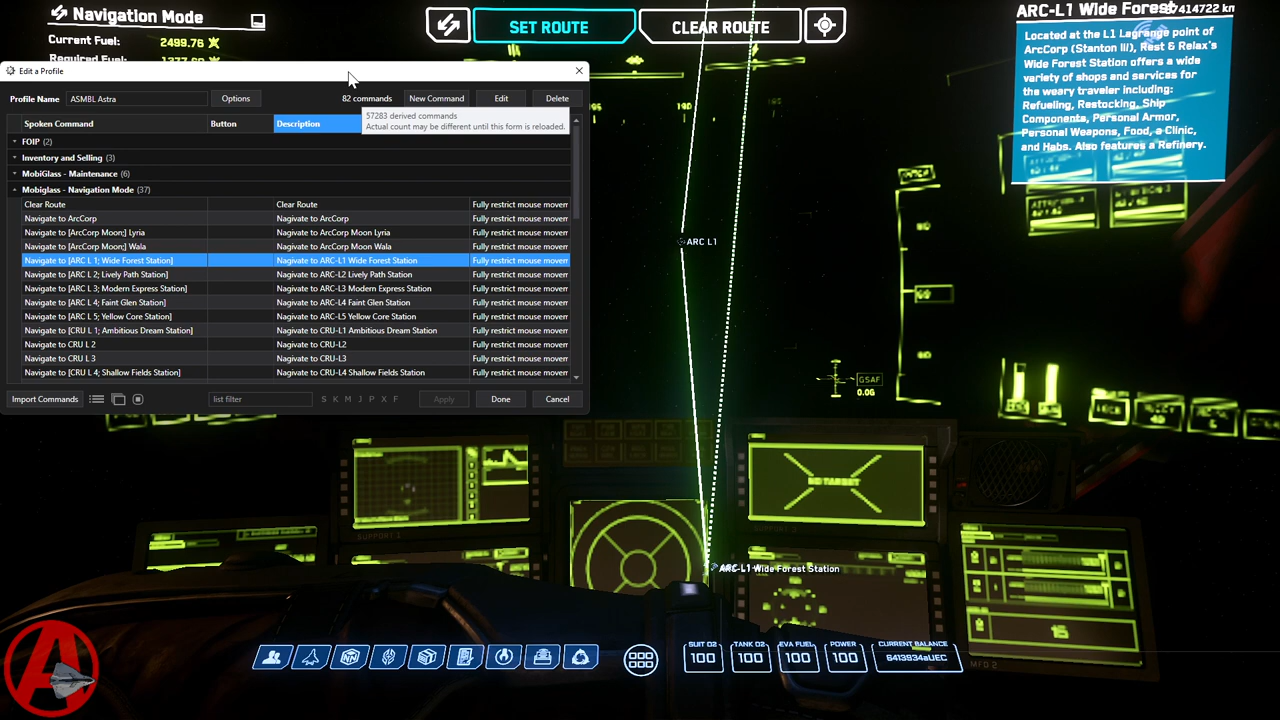 Navigation Mode
Current Fuel:
2499.76
SET ROUTE
CLEAR ROUTE
ARC-L1 Wide Forest
414722 km
Located at the L1 Lagrange point of
ArcCorp (Stanton III), Rest & Relax's
Wide Forest Station offers a wide
variety of shops and services for
the weary traveler including:
Refueling, Restocking, Ship
Components, Personal Armor,
Personal Weapons, Food, a Clinic,
and Habs. Also features a Refinery.
Edit a Profile
Profile Name
ASMBL Astra
Options
82 commands
New Command
Edit
Delete
57283 derived commands
Actual count may be different until this form is reloaded.
Spoken Command
Button
Description
FOIP (2)
Inventory and Selling (3)
MobiGlass - Maintenance (6)
Mobiglass - Navigation Mode (37)
Clear Route Clear Route Fully restrict mouse movem
Navigate to ArcCorp Nagivate to ArcCorp Fully restrict mouse movem
Navigate to [ArcCorp Moon;] Lyria Nagivate to ArcCorp Moon Lyria Fully restrict mouse movem
Navigate to [ArcCorp Moon;] Wala Nagivate to ArcCorp Moon Wala Fully restrict mouse movem
Navigate to [ARC L 1; Wide Forest Station] Nagivate to ARC-L1 Wide Forest Station Fully restrict mouse movem
Navigate to [ARC L 2; Lively Path Station] Nagivate to ARC-L2 Lively Path Station Fully restrict mouse movem
Navigate to [ARC L 3; Modern Express Station] Nagivate to ARC-L3 Modern Express Station Fully restrict mouse movem
Navigate to [ARC L 4; Faint Glen Station] Nagivate to ARC-L4 Faint Glen Station Fully restrict mouse movem
Navigate to [ARC L 5; Yellow Core Station] Nagivate to ARC-L5 Yellow Core Station Fully restrict mouse movem
Navigate to [CRU L 1; Ambitious Dream Station] Nagivate to CRU-L1 Ambitious Dream Station Fully restrict mouse movem
Navigate to CRU L 2 Nagivate to CRU-L2 Fully restrict mouse movem
Navigate to CRU L 3 Nagivate to CRU-L3 Fully restrict mouse movem
Navigate to [CRU L 4; Shallow Fields Station] Nagivate to CRU-L4 Shallow Fields Station Fully restrict mouse movem
Import Commands
list filter
S K M J P X F
Apply
Done
Cancel
190
ARC L1
GSAF
0.0G
NO TARGET
SUPPORT 1
ARC-L1 Wide Forest Station
MFD 2
SUIT O2
100
TANK O2
100
EVA FUEL
100
POWER
100
CURRENT BALANCE
6413934aUEC